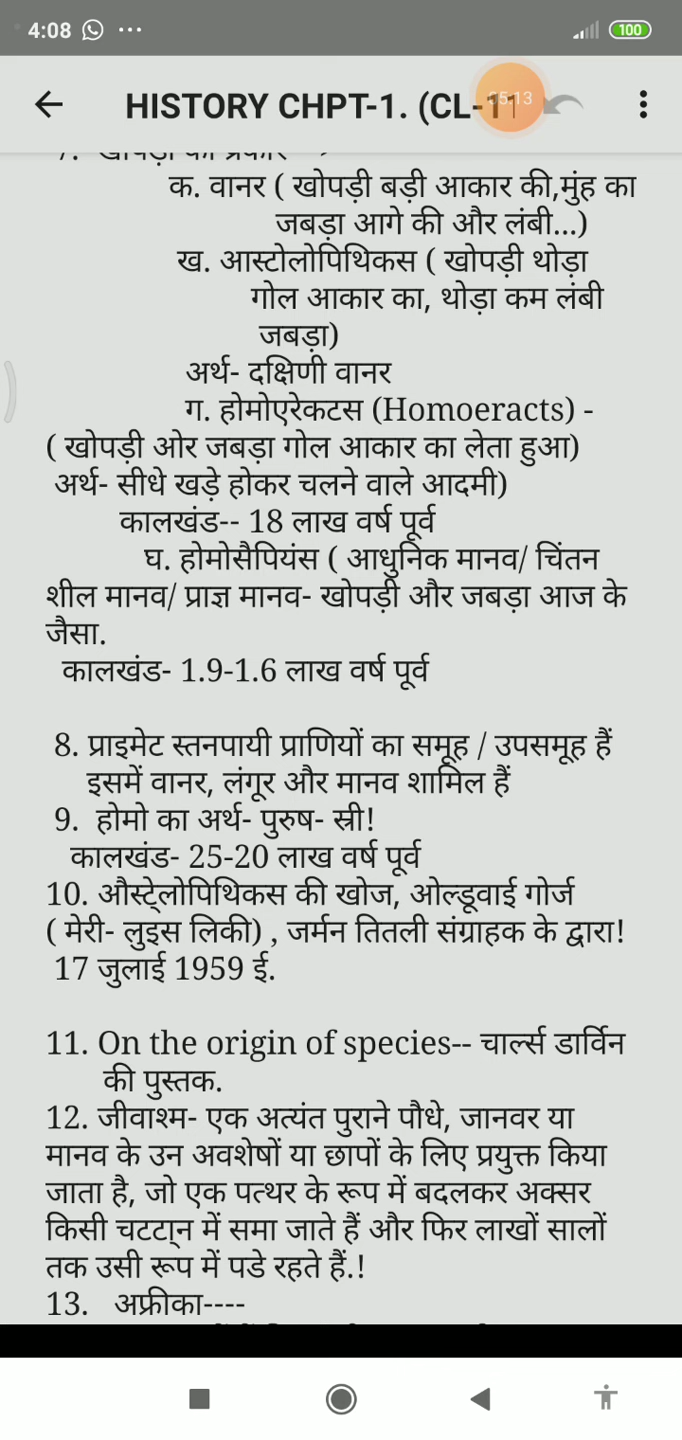 4:08
100
HISTORY CHPT-1. (CL-11
05:13
क. वानर ( खोपड़ी बड़ी आकार की,मुंह का
जबड़ा आगे की और लंबी...)
ख. आस्टोलोपिथिकस ( खोपड़ी थोड़ा
गोल आकार का, थोड़ा कम लंबी
जबड़ा)
अर्थ- दक्षिणी वानर
ग. होमोएरेकटस (Homoeracts) -
( खोपड़ी ओर जबड़ा गोल आकार का लेता हुआ)
अर्थ- सीधे खड़े होकर चलने वाले आदमी)
कालखंड-- 18 लाख वर्ष पूर्व
घ. होमोसैपियंस ( आधुनिक मानव/ चिंतन
शील मानव/ प्राज्ञ मानव- खोपड़ी और जबड़ा आज के
जैसा.
कालखंड- 1.9-1.6 लाख वर्ष पूर्व
8. प्राइमेट स्तनपायी प्राणियों का समूह / उपसमूह हैं
इसमें वानर, लंगूर और मानव शामिल हैं
9. होमो का अर्थ- पुरुष- स्री!
कालखंड- 25-20 लाख वर्ष पूर्व
10. औस्टे्लोपिथिकस की खोज, ओल्डूवाई गोर्ज
( मेरी- लुइस लिकी) , जर्मन तितली संग्राहक के द्वारा!
17 जुलाई 1959 ई.
11. On the origin of species-- चार्ल्स डार्विन
की पुस्तक.
12. जीवाश्म- एक अत्यंत पुराने पौधे, जानवर या
मानव के उन अवशेषों या छापों के लिए प्रयुक्त किया
जाता है, जो एक पत्थर के रूप में बदलकर अक्सर
किसी चटटा्न में समा जाते हैं और फिर लाखों सालों
तक उसी रूप में पडे रहते हैं.!
13. अफ्रीका----